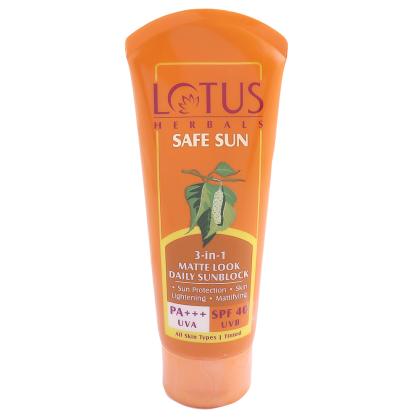 LOTUS
HERBALS
SAFE SUN
3-in-1
MATTE LOOK
DAILY SUNBLOCK
• Sun Protection • Skin
Lightening • Mattifying
PA+++ SPF 40
UVA UVB
All Skin Types | Tinted